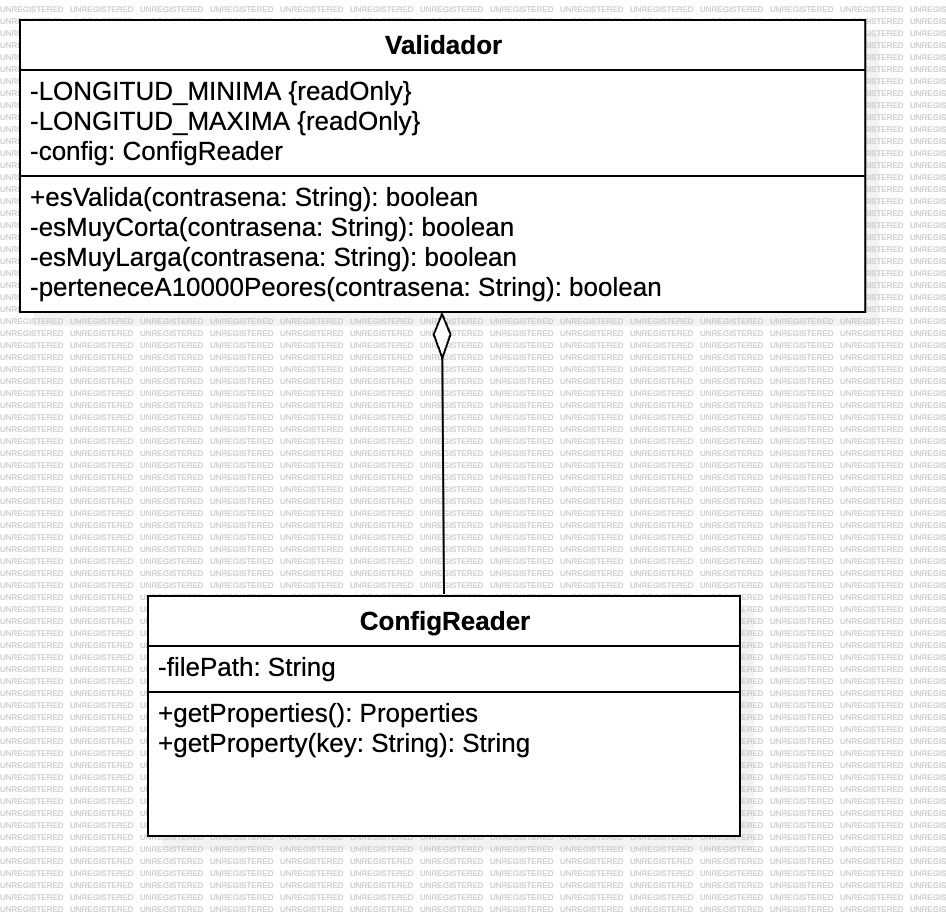 Validador
-LONGITUD_MINIMA {readOnly}
-LONGITUD_MAXIMA {readOnly}
-config: ConfigReader
+esValida(contrasena: String): boolean
-esMuyCorta(contrasena: String): boolean
-esMuyLarga(contrasena: String): boolean
-perteneceA10000Peores(contrasena: String): boolean
ConfigReader
-filePath: String
+getProperties(): Properties
+getProperty(key: String): String
UNREGISTERED